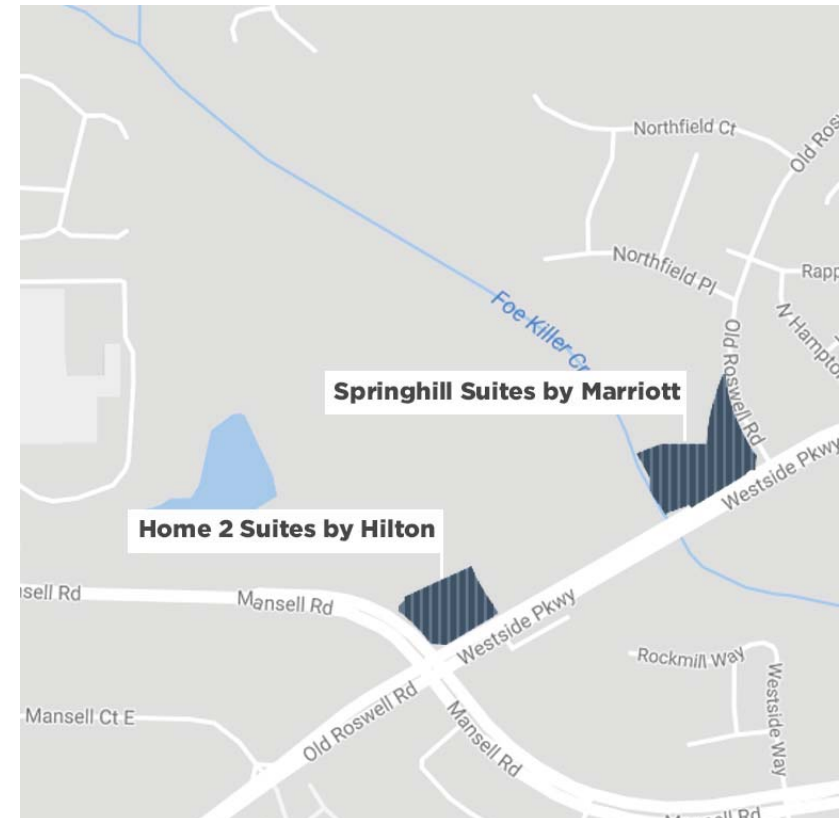 Northfield Ct
Old Ros
Northfield Pl
Rapp
N Hampto
Foe Killer Cr
Old Roswell Rd
Springhill Suites by Marriott
Westside Pkwy
Home 2 Suites by Hilton
sell Rd
Mansell Rd
Westside Pkwy
Rockmill Way
Westside Way
Mansell Ct E
Old Roswell Rd
Mansell Rd